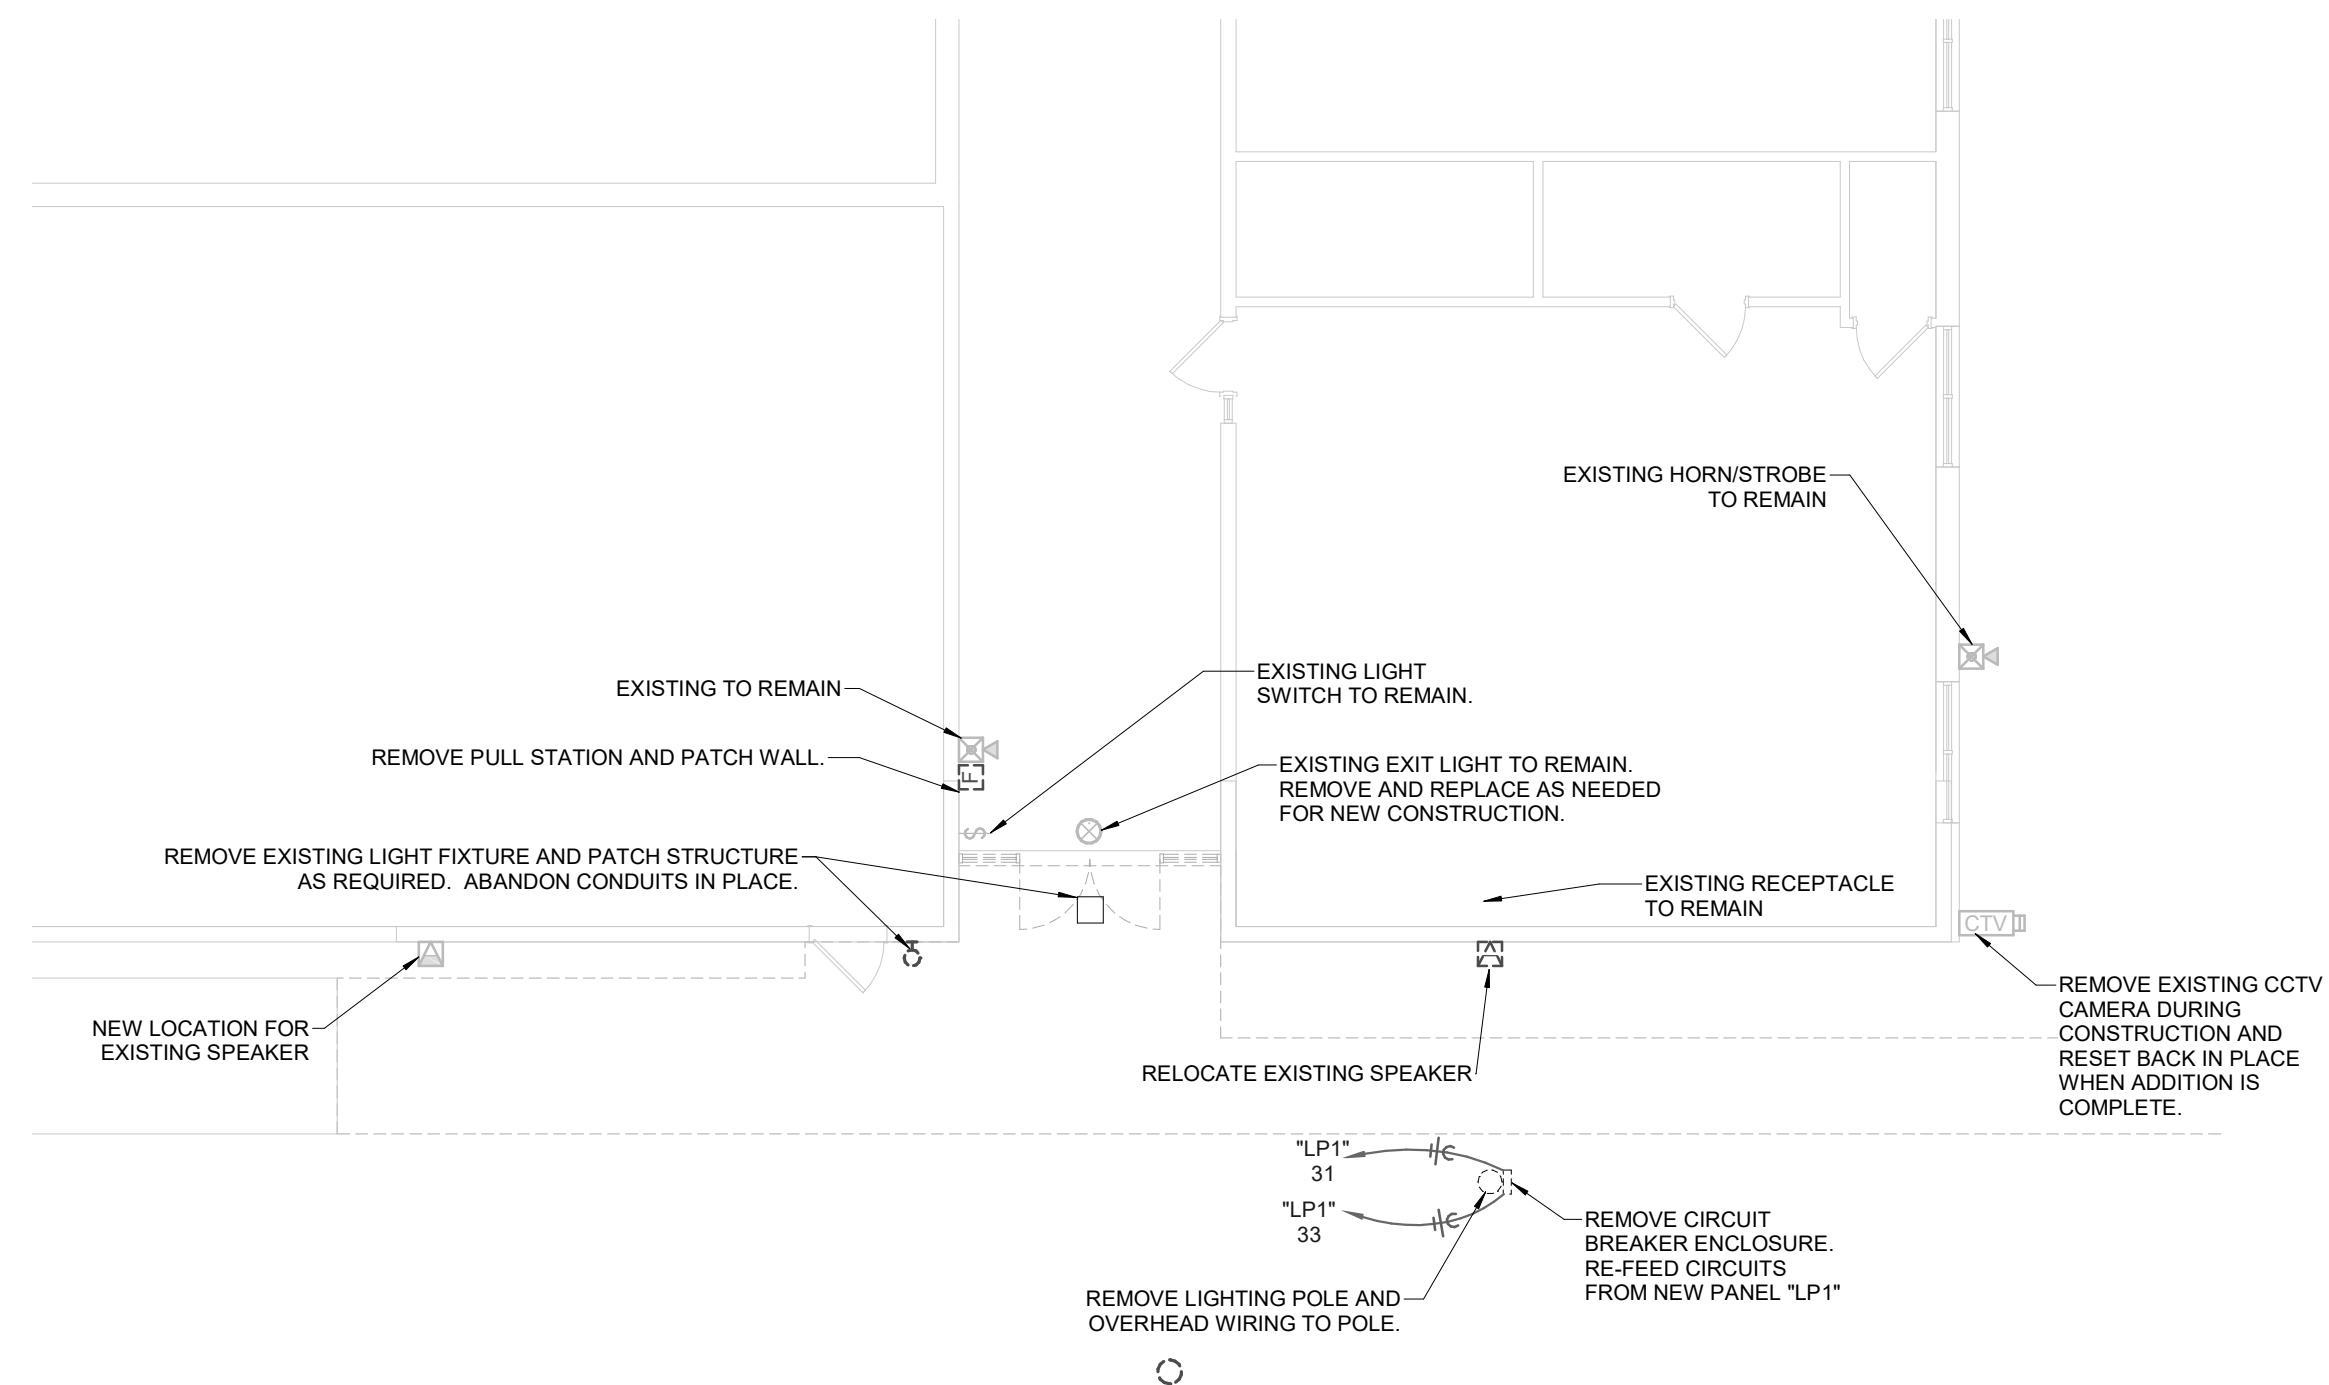 EXISTING HORN/STROBE
TO REMAIN
EXISTING LIGHT
SWITCH TO REMAIN.
EXISTING TO REMAIN
REMOVE PULL STATION AND PATCH WALL.
F
EXISTING EXIT LIGHT TO REMAIN.
REMOVE AND REPLACE AS NEEDED
FOR NEW CONSTRUCTION.
S
REMOVE EXISTING LIGHT FIXTURE AND PATCH STRUCTURE
AS REQUIRED.  ABANDON CONDUITS IN PLACE.
EXISTING RECEPTACLE
TO REMAIN
CTV
NEW LOCATION FOR
EXISTING SPEAKER
RELOCATE EXISTING SPEAKER
REMOVE EXISTING CCTV
CAMERA DURING
CONSTRUCTION AND
RESET BACK IN PLACE
WHEN ADDITION IS
COMPLETE.
"LP1"
31
"LP1"
33
REMOVE CIRCUIT
BREAKER ENCLOSURE.
RE-FEED CIRCUITS
FROM NEW PANEL "LP1"
REMOVE LIGHTING POLE AND
OVERHEAD WIRING TO POLE.